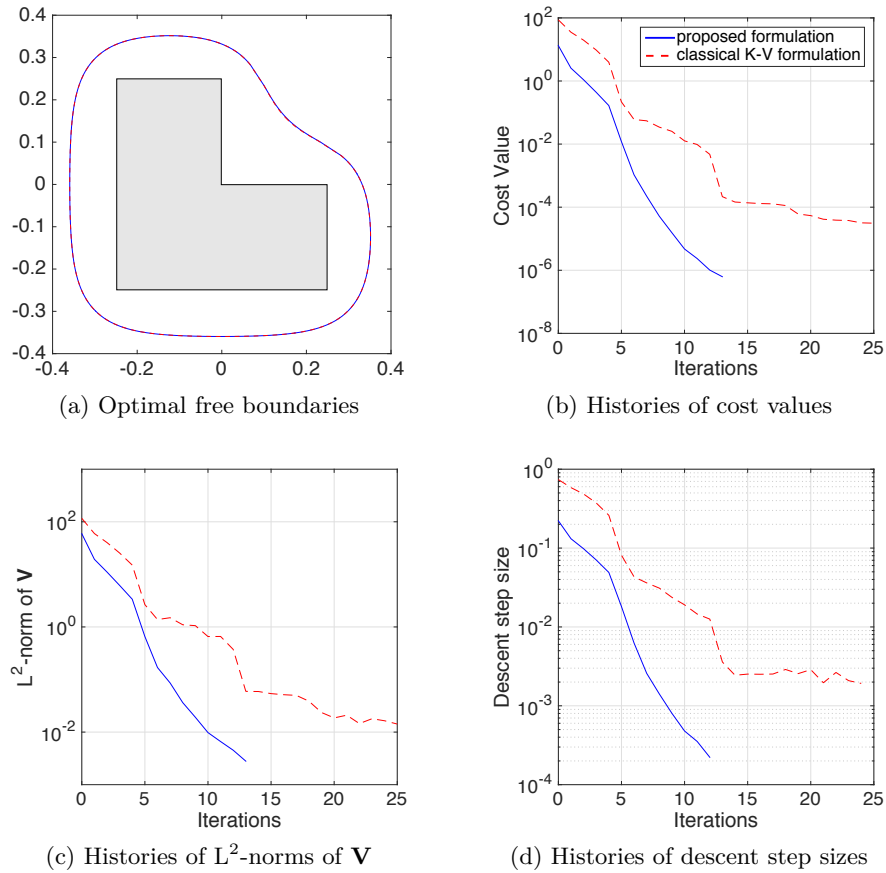 0.4
0.3
0.2
0.1
0
-0.1
-0.2
-0.3
-0.4
-0.4 -0.2 0 0.2 0.4
(a) Optimal free boundaries
proposed formulation
classical K-V formulation
Cost Value
10^2
10^0
10^-2
10^-4
10^-6
10^-8
0 5 10 15 20 25
Iterations
(b) Histories of cost values
L^2-norm of V
10^2
10^0
10^-2
0 5 10 15 20 25
Iterations
(c) Histories of L^2-norms of V
Descent step size
10^0
10^-1
10^-2
10^-3
10^-4
0 5 10 15 20 25
Iterations
(d) Histories of descent step sizes